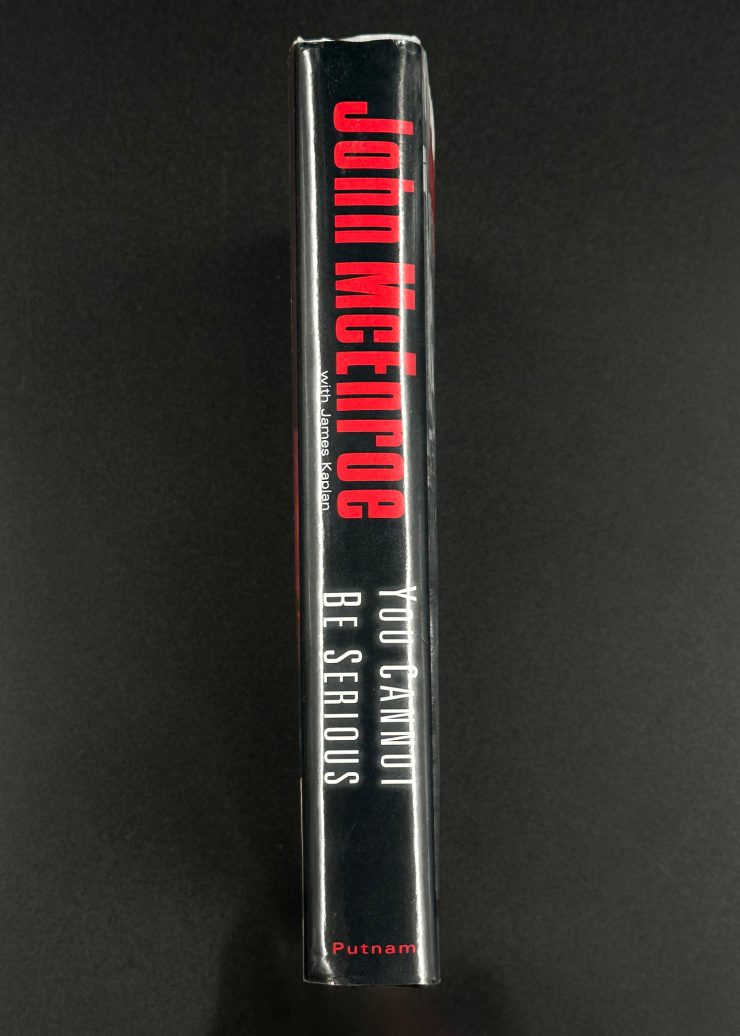 John McEnroe
with James Kaplan
You Cannot
Be Serious
Putnam